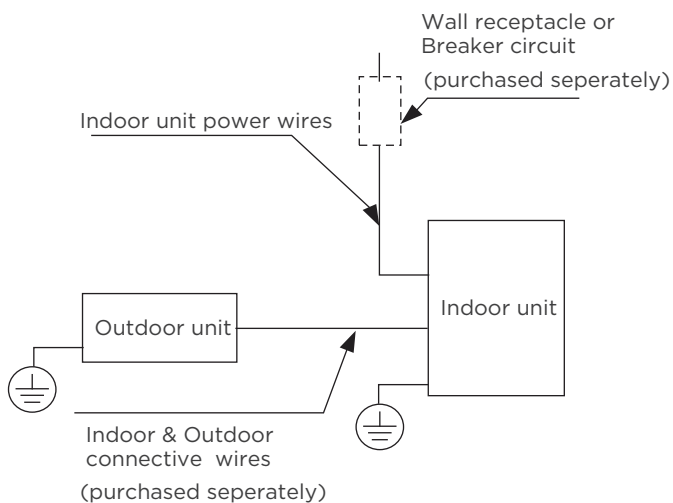 Wall receptacle or
Breaker circuit
(purchased seperately)
Indoor unit power wires
Indoor unit
Outdoor unit
Indoor & Outdoor
connective wires
(purchased seperately)